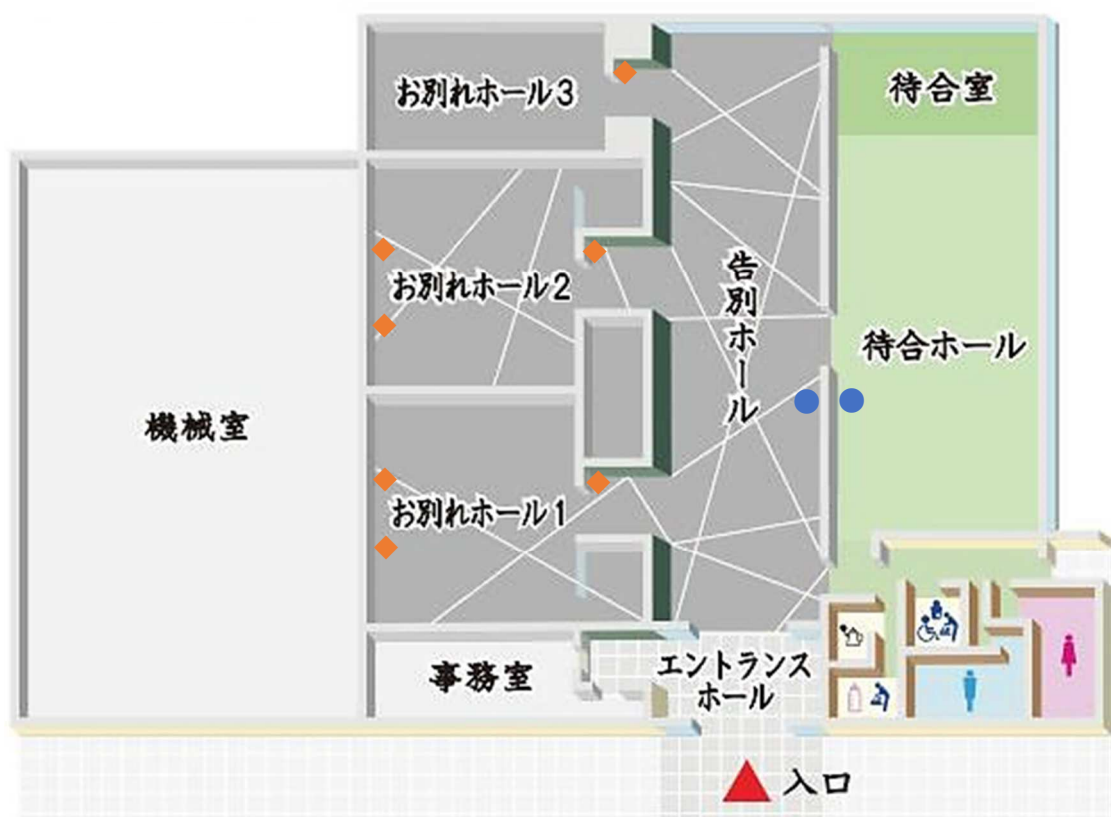 お別れホール3
待合室
お別れホール2
告別ホール
待合ホール
機械室
お別れホール1
事務室
エントランス
ホール
入口